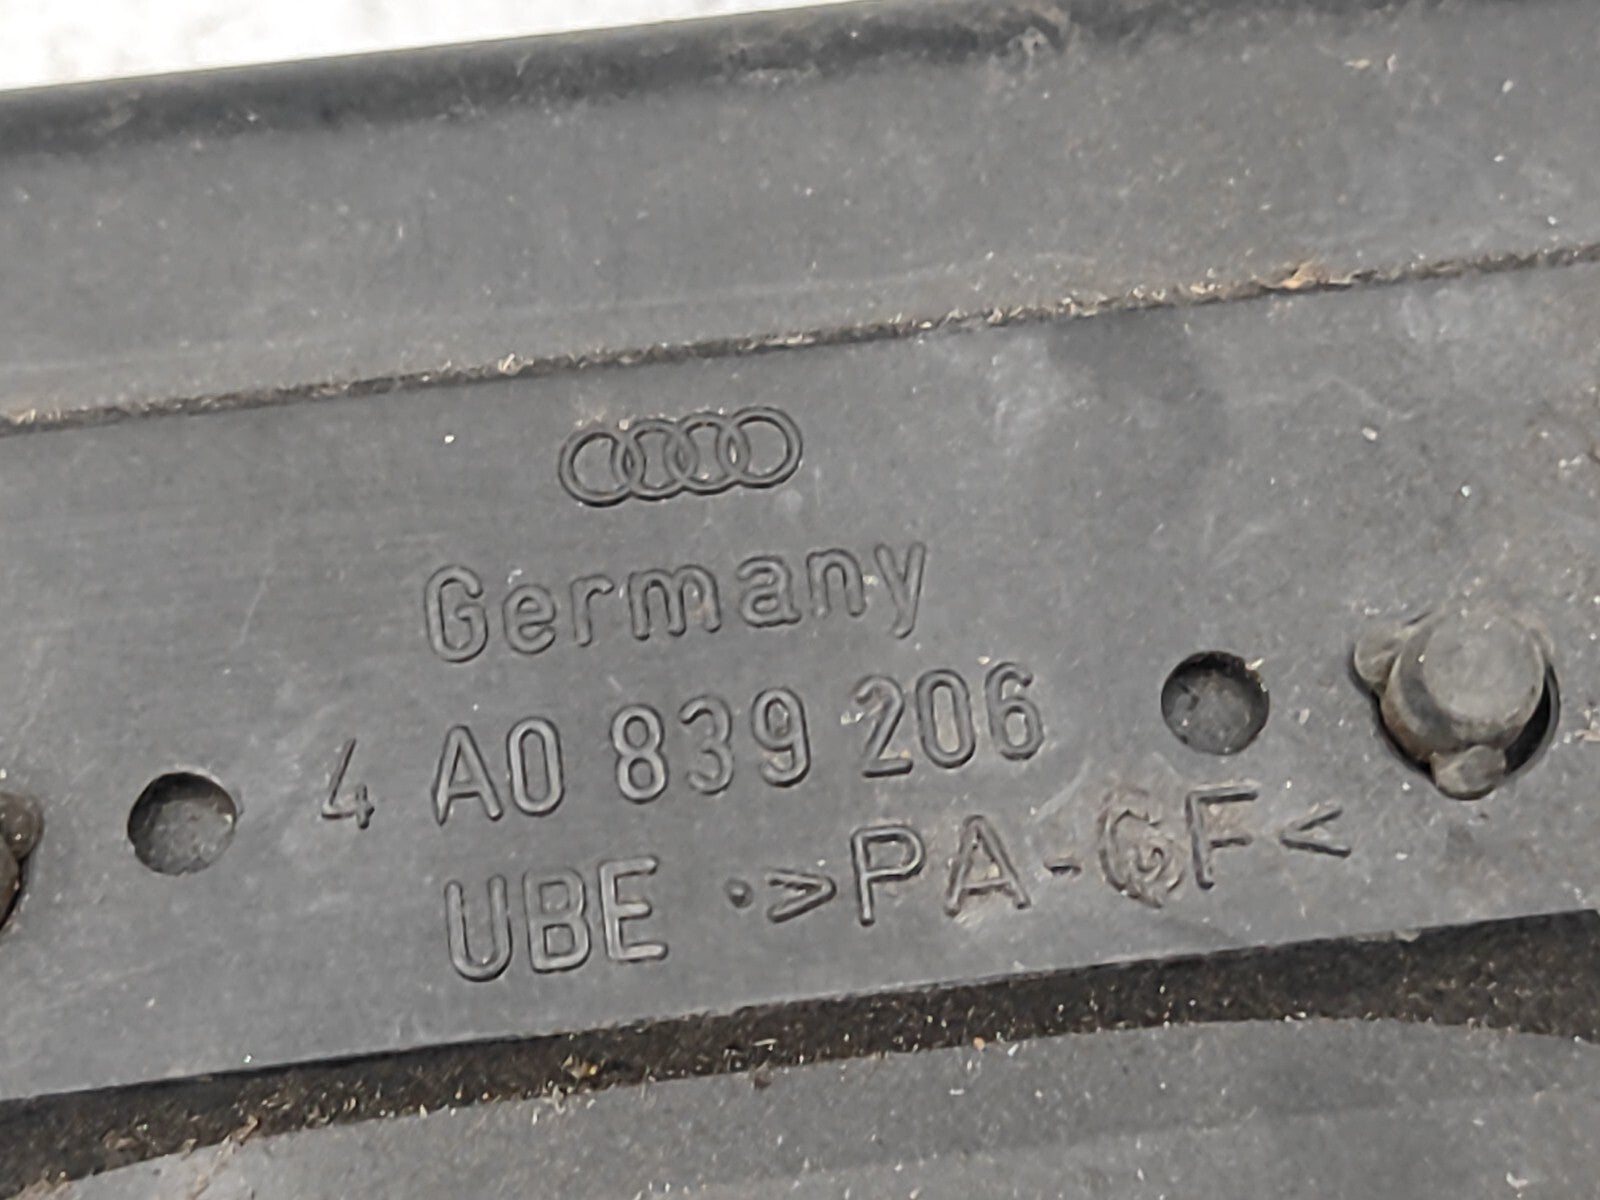 Germany
4 A0 839 206
UBE ·>PA-GF<